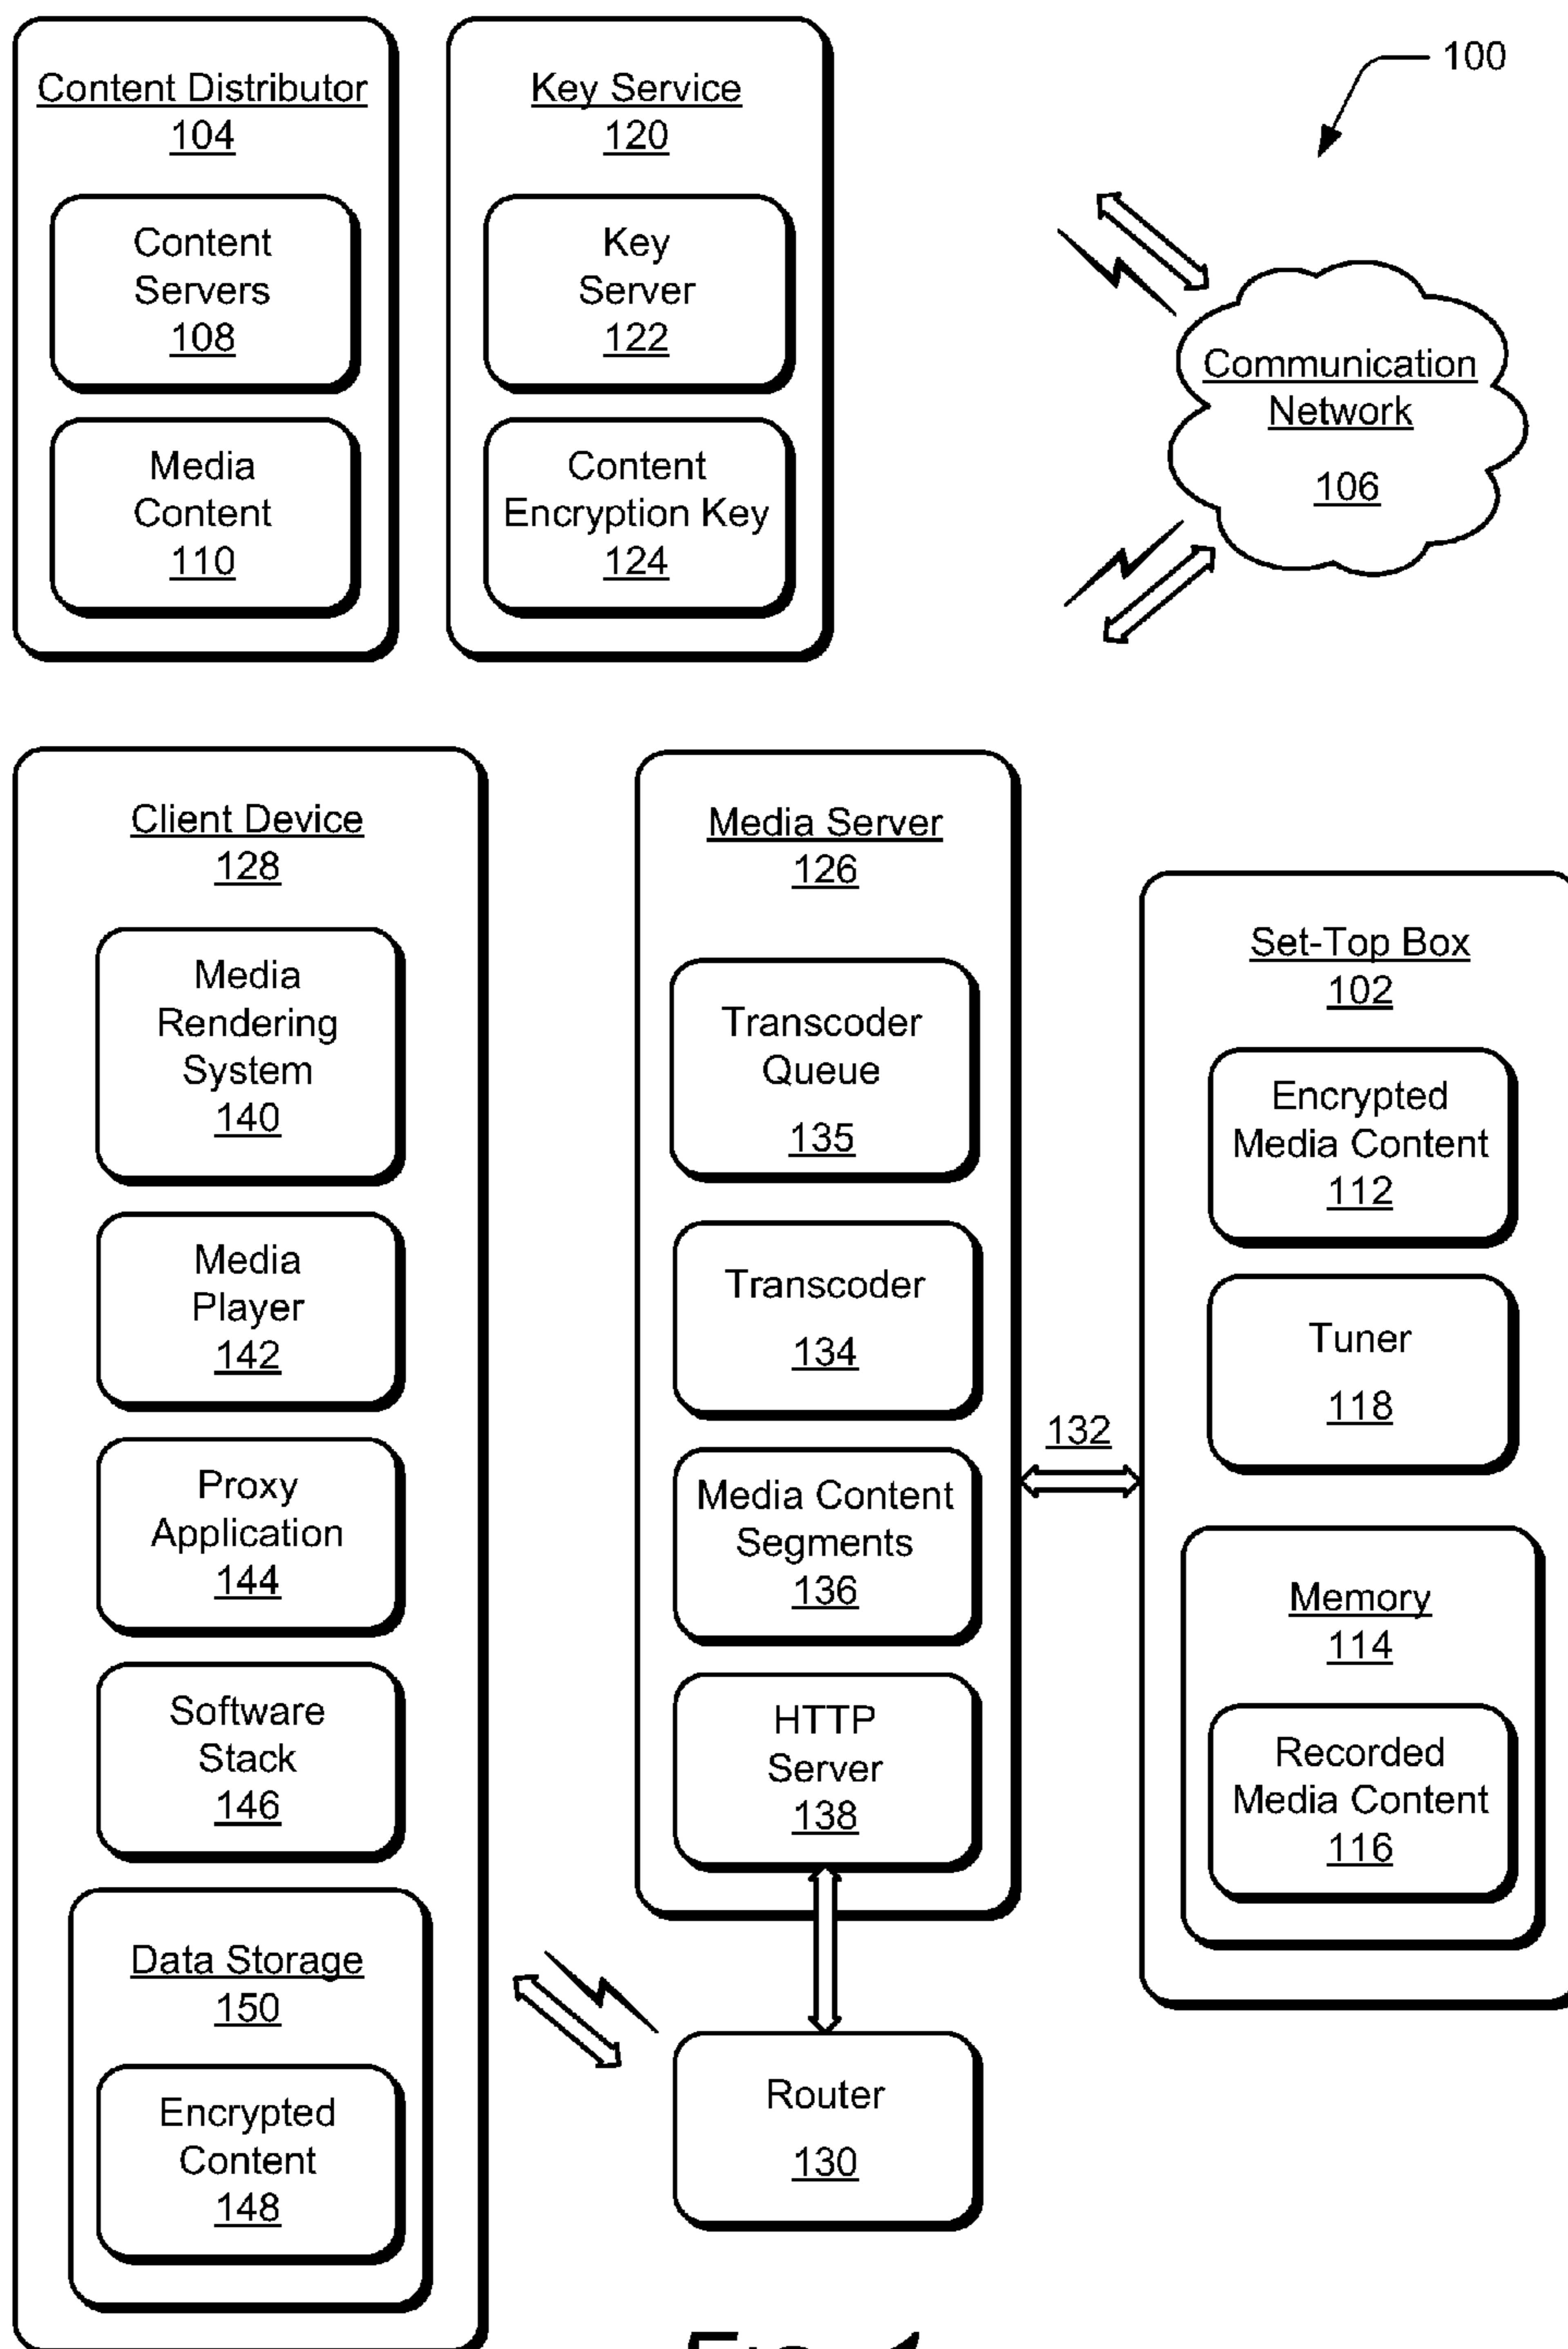 100
Content Distributor
104
Content
Servers
108
Media
Content
110
Key Service
120
Key
Server
122
Content
Encryption Key
124
Communication
Network
106
Client Device
128
Media
Rendering
System
140
Media
Player
142
Proxy
Application
144
Software
Stack
146
Data Storage
150
Encrypted
Content
148
Media Server
126
Transcoder
Queue
135
Transcoder
134
Media Content
Segments
136
HTTP
Server
138
132
Router
130
Set-Top Box
102
Encrypted
Media Content
112
Tuner
118
Memory
114
Recorded
Media Content
116
FIG. 1